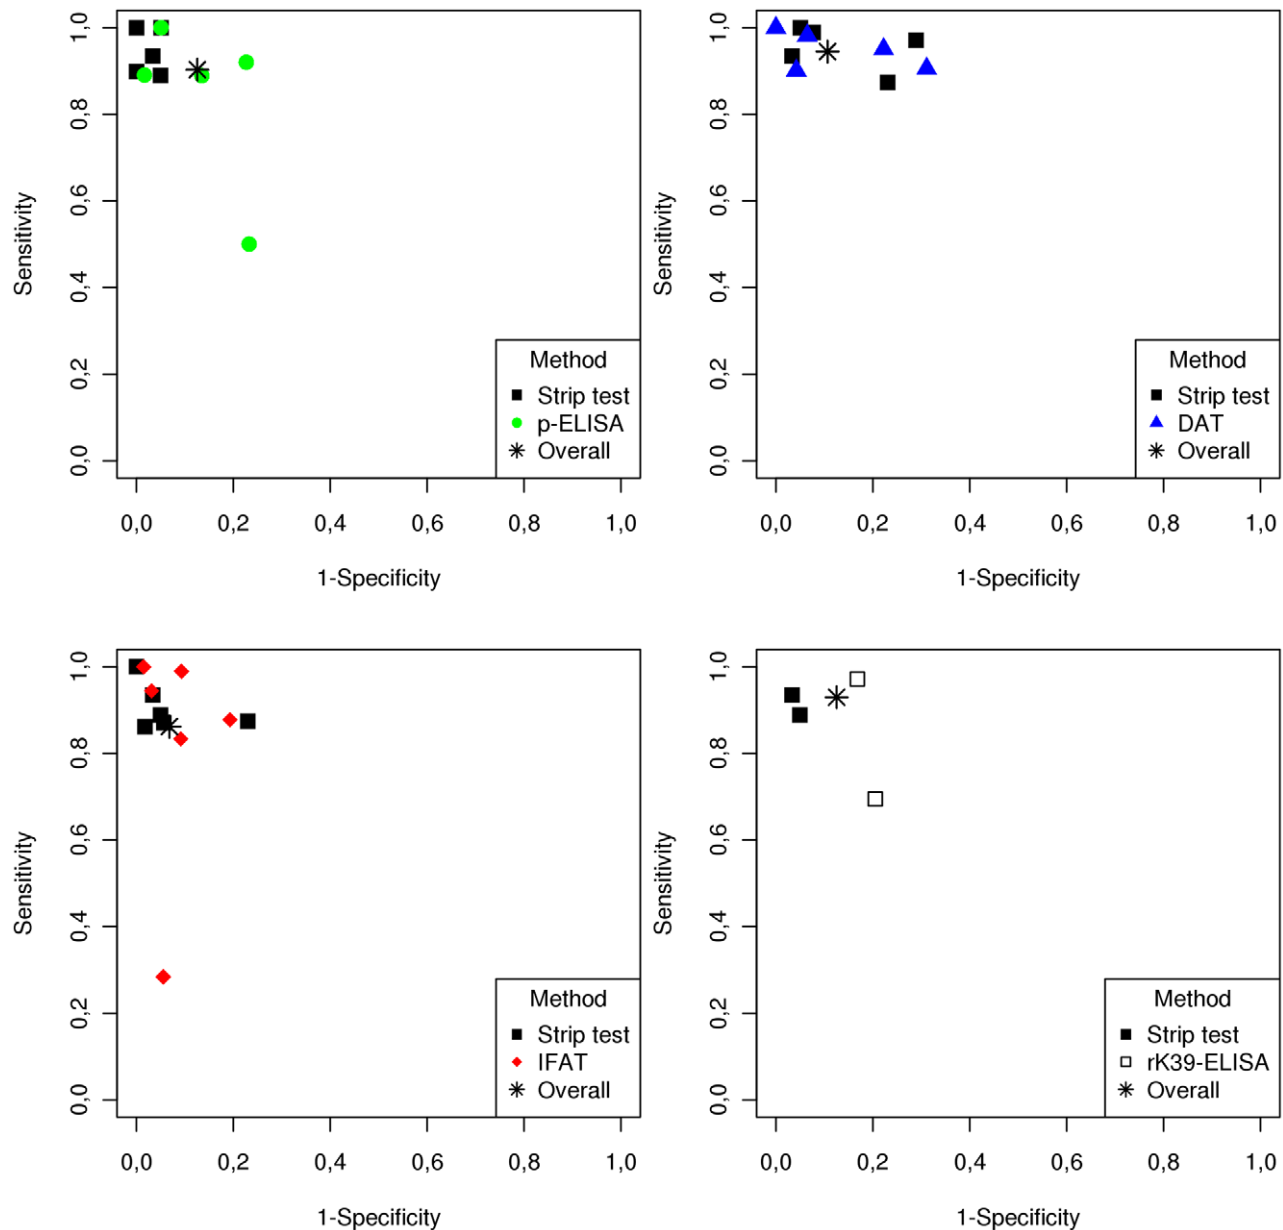 Sensitivity
1,0
0,8
0,6
0,4
0,2
0,0
Method
Strip test
p-ELISA
Overall
0,0 0,2 0,4 0,6 0,8 1,0
1-Specificity
Sensitivity
1,0
0,8
0,6
0,4
0,2
0,0
Method
Strip test
DAT
Overall
0,0 0,2 0,4 0,6 0,8 1,0
1-Specificity
Sensitivity
1,0
0,8
0,6
0,4
0,2
0,0
Method
Strip test
IFAT
Overall
0,0 0,2 0,4 0,6 0,8 1,0
1-Specificity
Sensitivity
1,0
0,8
0,6
0,4
0,2
0,0
Method
Strip test
rK39-ELISA
Overall
0,0 0,2 0,4 0,6 0,8 1,0
1-Specificity